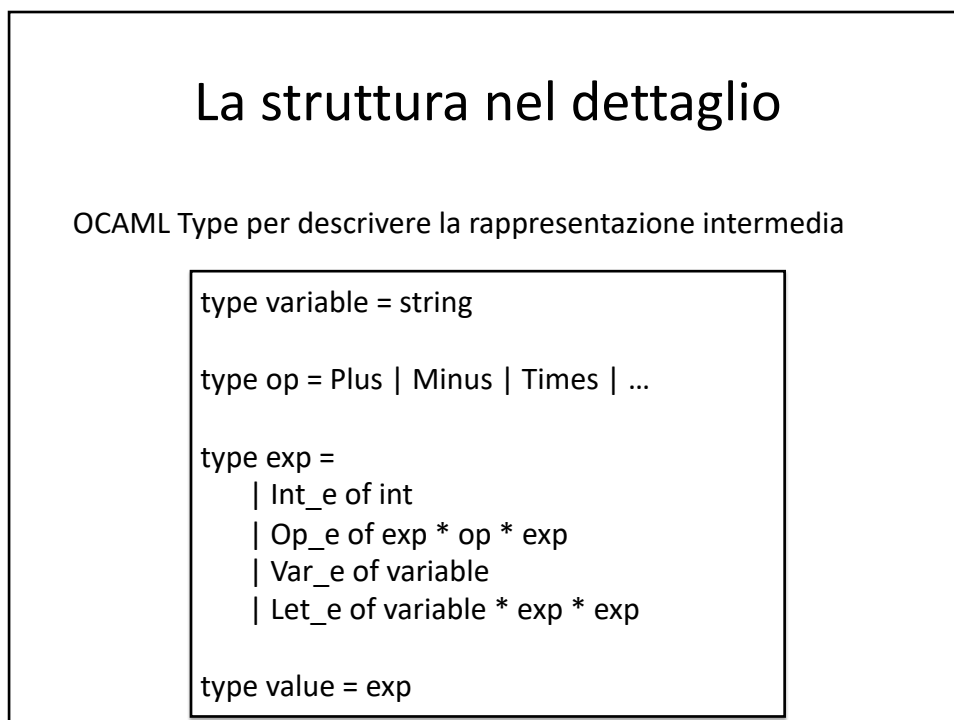 La struttura nel dettaglio
OCAML Type per descrivere la rappresentazione intermedia
type variable = string
type op = Plus | Minus | Times | …
type exp =
| Int_e of int
| Op_e of exp * op * exp
| Var_e of variable
| Let_e of variable * exp * exp
type value = exp